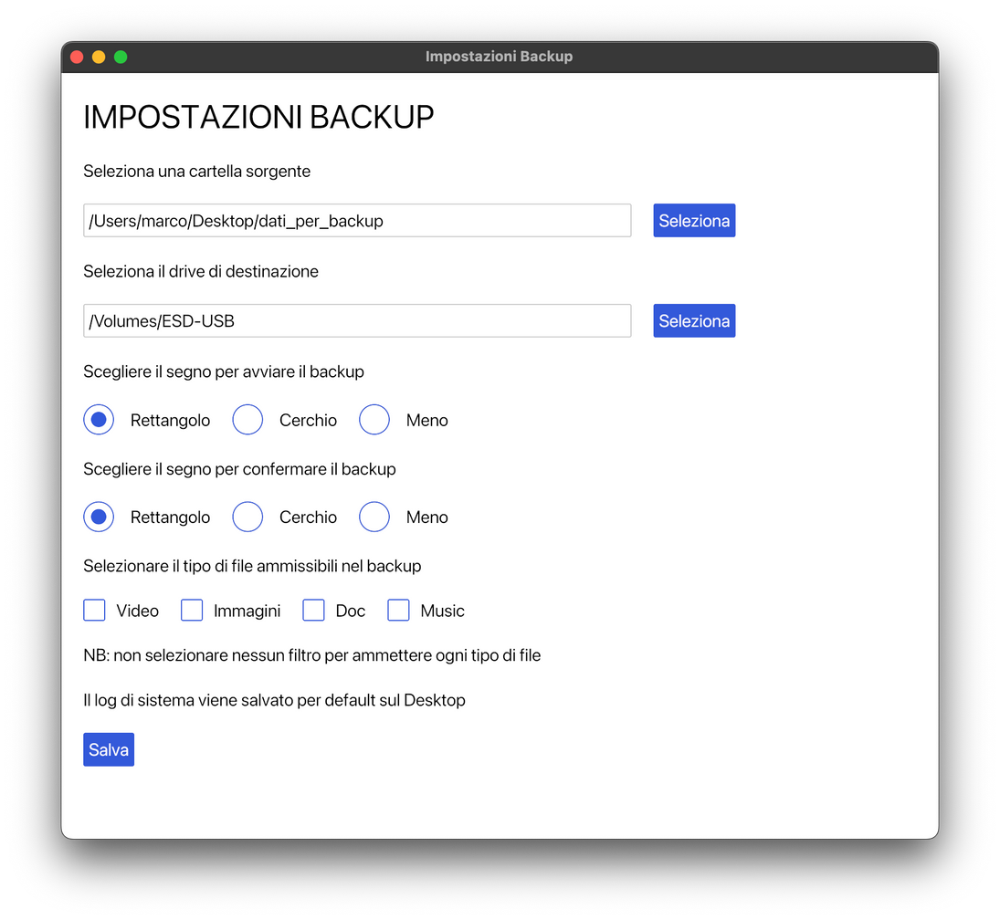 Impostazioni Backup
IMPOSTAZIONI BACKUP
Seleziona una cartella sorgente
/Users/marco/Desktop/dati_per_backup Seleziona
Seleziona il drive di destinazione
/Volumes/ESD-USB Seleziona
Scegliere il segno per avviare il backup
Rettangolo Cerchio Meno
Scegliere il segno per confermare il backup
Rettangolo Cerchio Meno
Selezionare il tipo di file ammissibili nel backup
Video Immagini Doc Music
NB: non selezionare nessun filtro per ammettere ogni tipo di file
Il log di sistema viene salvato per default sul Desktop
Salva